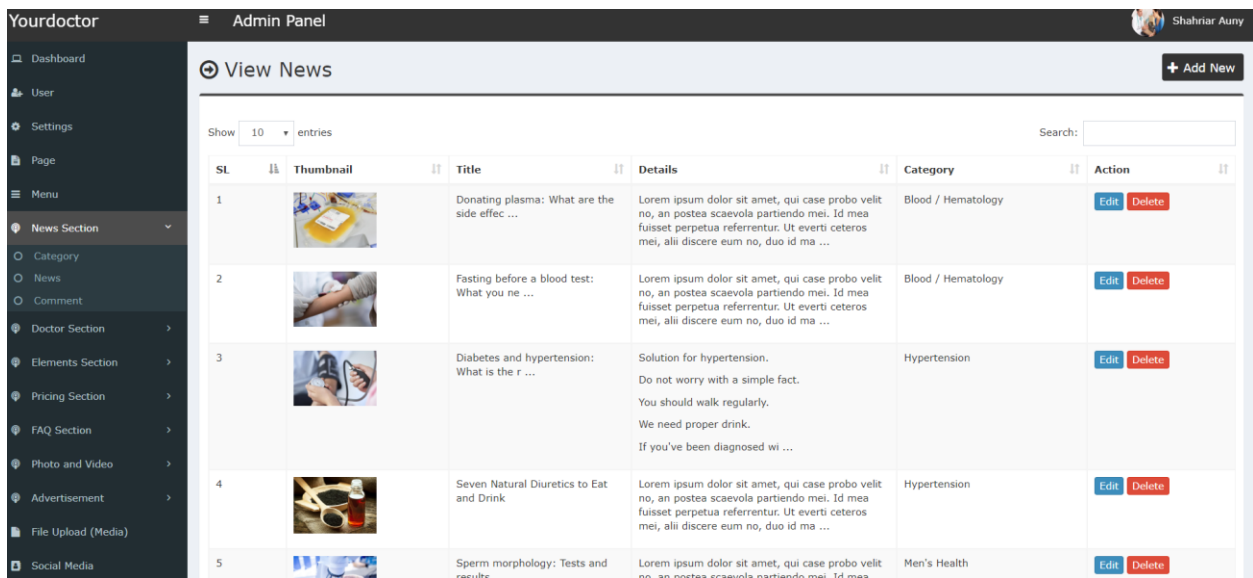 Yourdoctor
Admin Panel
Shahriar Auny
Dashboard
User
Settings
Page
Menu
News Section
Category
News
Comment
Doctor Section
Elements Section
Pricing Section
FAQ Section
Photo and Video
Advertisement
File Upload (Media)
Social Media
View News
+ Add New
Show 10 entries
Search:
SL Thumbnail Title Details Category Action
1
Donating plasma: What are the
side effec ...
Lorem ipsum dolor sit amet, qui case probo velit
no, an postea scaevola partiendo mei. Id mea
fuisset perpetua referrentur. Ut everti ceteros
mei, alii discere eum no, duo id ma ...
Blood / Hematology
Edit Delete
2
Fasting before a blood test:
What you ne ...
Lorem ipsum dolor sit amet, qui case probo velit
no, an postea scaevola partiendo mei. Id mea
fuisset perpetua referrentur. Ut everti ceteros
mei, alii discere eum no, duo id ma ...
Blood / Hematology
Edit Delete
3
Diabetes and hypertension:
What is the r ...
Solution for hypertension.
Do not worry with a simple fact.
You should walk regularly.
We need proper drink.
If you've been diagnosed wi ...
Hypertension
Edit Delete
4
Seven Natural Diuretics to Eat
and Drink
Lorem ipsum dolor sit amet, qui case probo velit
no, an postea scaevola partiendo mei. Id mea
fuisset perpetua referrentur. Ut everti ceteros
mei, alii discere eum no, duo id ma ...
Hypertension
Edit Delete
5
Sperm morphology: Tests and
results
Lorem ipsum dolor sit amet, qui case probo velit
no, an postea scaevola partiendo mei. Id mea
Men's Health
Edit Delete